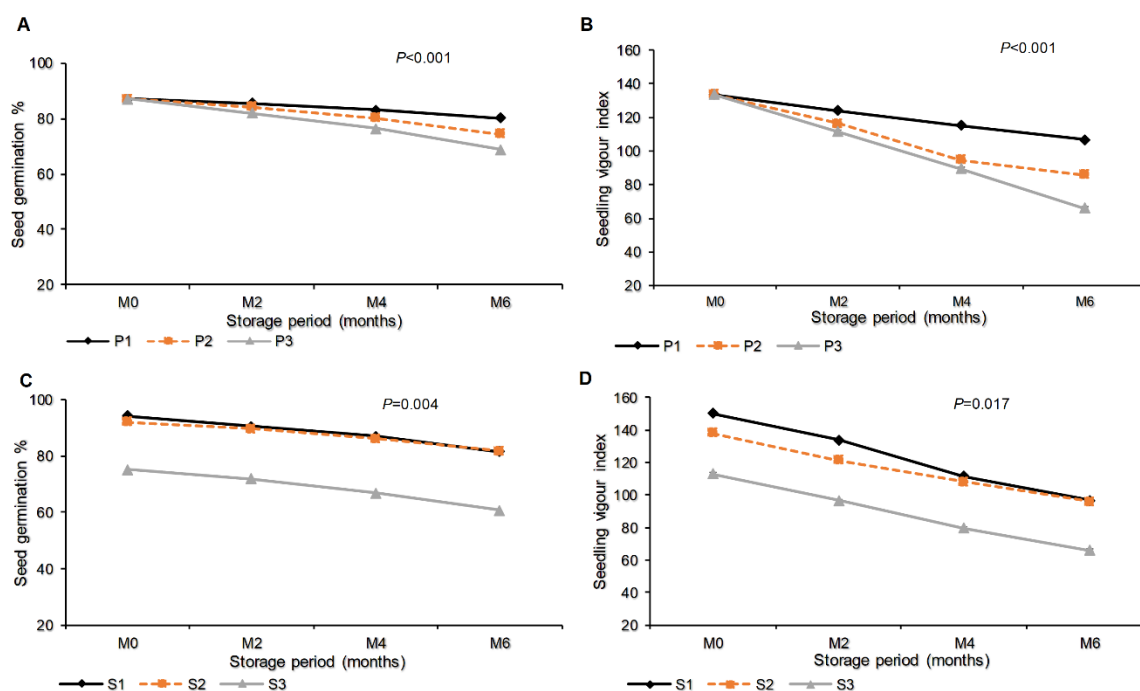 A
P<0.001
100
80
60
40
20
Seed germination %
M0 M2 M4 M6
Storage period (months)
P1 P2 P3
B
P<0.001
160
140
120
100
80
60
40
20
Seedling vigour index
M0 M2 M4 M6
Storage period (months)
P1 P2 P3
C
P=0.004
100
80
60
40
20
Seed germination %
M0 M2 M4 M6
Storage period (months)
S1 S2 S3
D
P=0.017
160
140
120
100
80
60
40
20
Seedling vigour index
M0 M2 M4 M6
Storage period (months)
S1 S2 S3